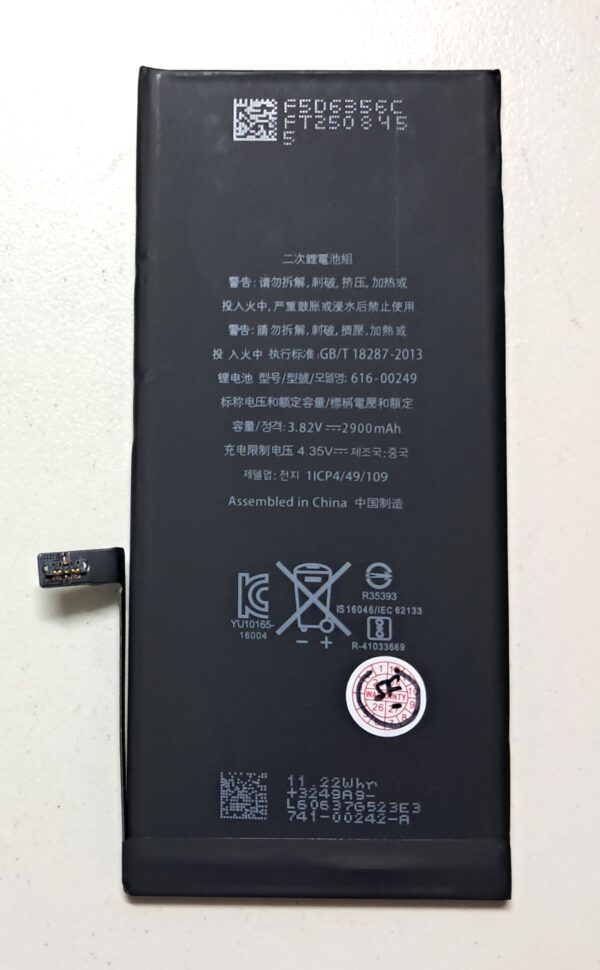 F5D6356C
FT250845
5
二次鋰電池組
警告: 请勿拆解, 刺破, 挤压, 加热或
投入火中, 严重鼓胀或浸水后禁止使用
警告: 請勿拆解, 刺破, 擠壓, 加熱或
投 入火中 执行标准:GB/T 18287-2013
鋰电池 型号/型號/모델명: 616-00249
标称电压和额定容量/標稱電壓和額定
容量/정격: 3.82V⎓2900mAh
充电限制电压 4.35V⎓ 제조국:중국
제델엽: 전지 1ICP4/49/109
Assembled in China 中国制造
R35393
IS 16046/IEC 62133
YU10165-
16004
R-41033669
WARRANTY
26 27
11.22Whr
+3249A9-
L60637G523E3
741-00242-A